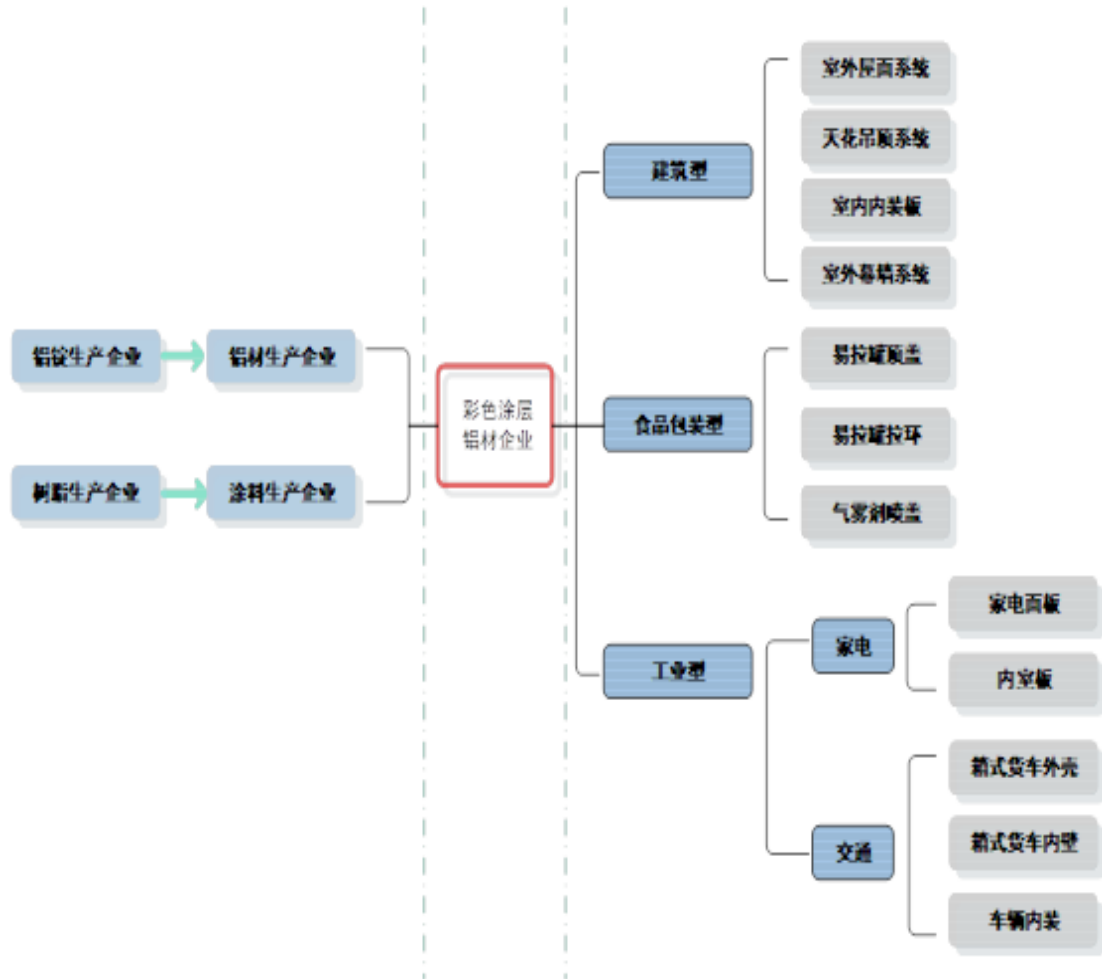 铝锭生产企业
铝材生产企业
树脂生产企业
涂料生产企业
彩色涂层
铝材企业
建筑型
室外屋面系统
天花吊顶系统
室内内装板
室外幕墙系统
食品包装型
易拉罐顶盖
易拉罐拉环
气雾剂喷盖
工业型
家电
家电面板
内室板
交通
箱式货车外壳
箱式货车内壁
车辆内装